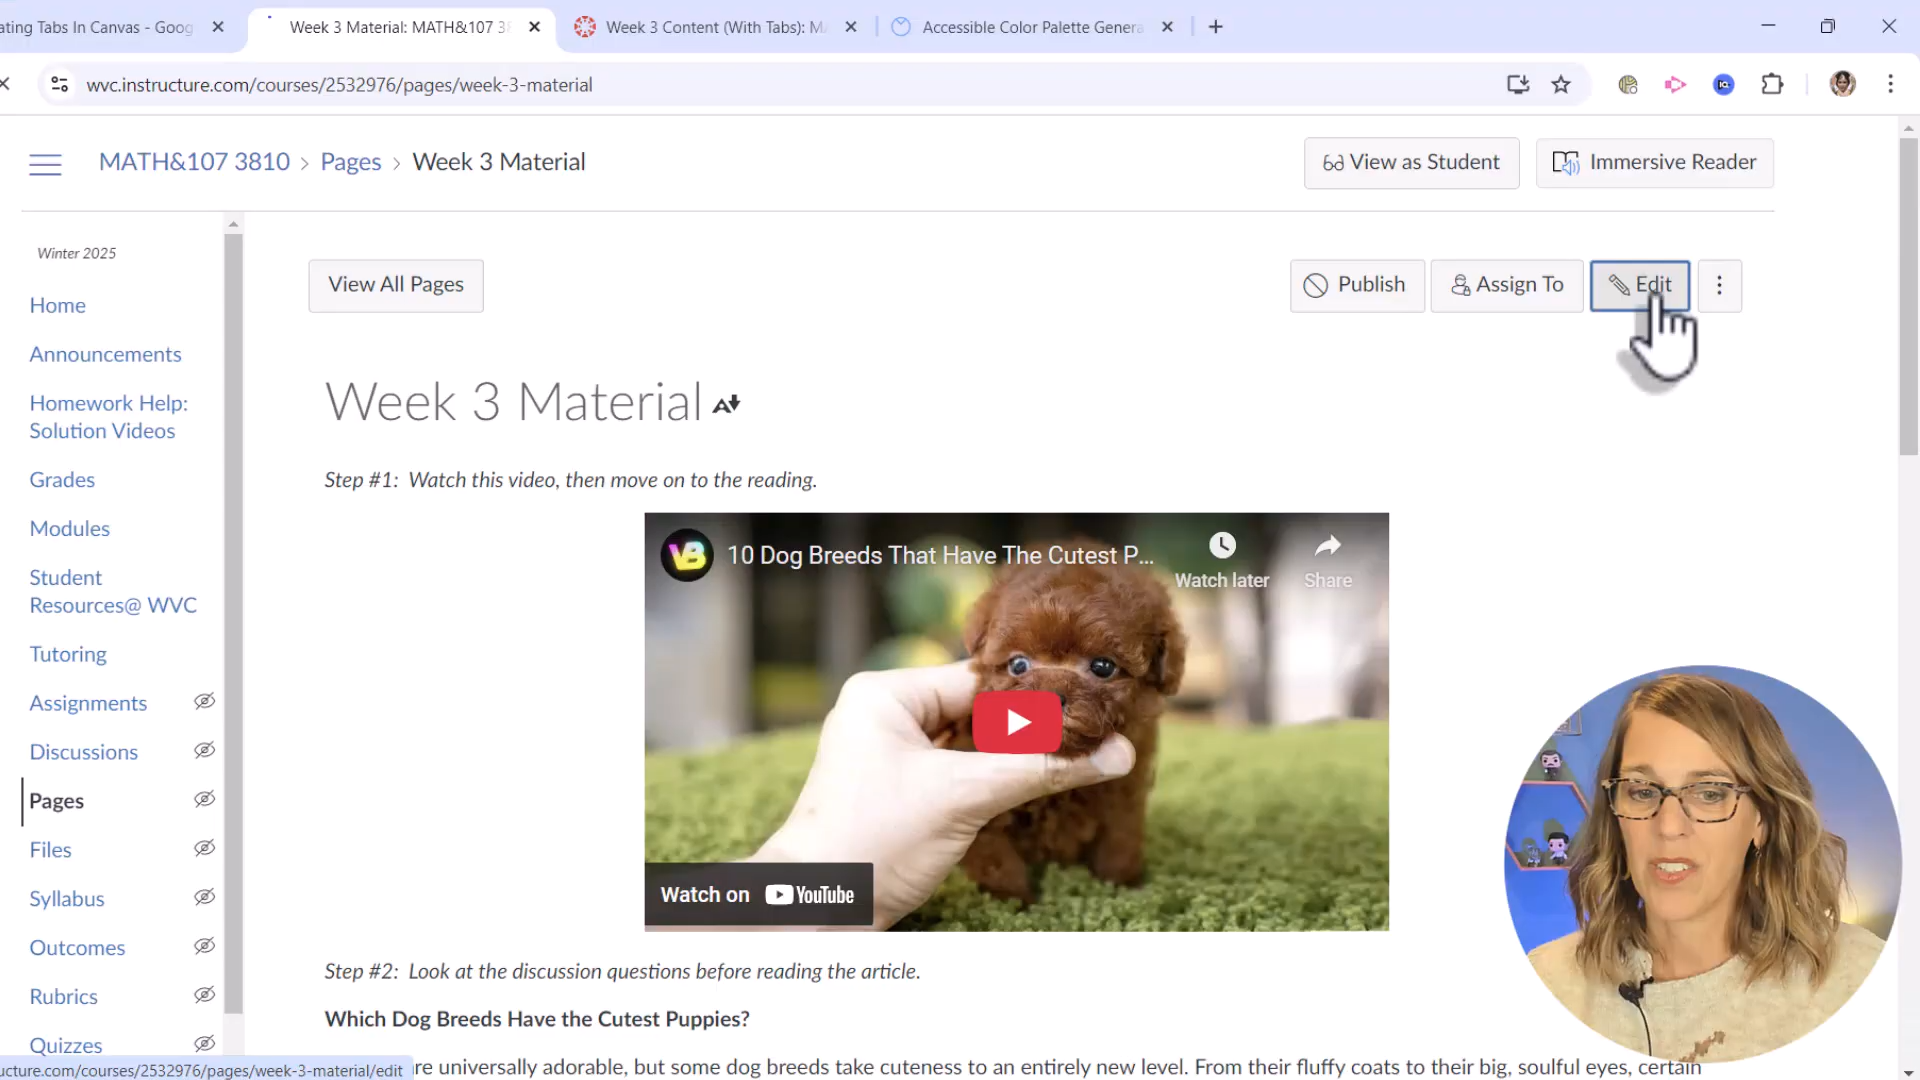 ating Tabs In Canvas - Goog
Week 3 Material: MATH&107 38
Week 3 Content (With Tabs): MA
Accessible Color Palette Genera
wvc.instructure.com/courses/2532976/pages/week-3-material
MATH&107 3810 > Pages > Week 3 Material
View as Student
Immersive Reader
Winter 2025
Home
Announcements
Homework Help:
Solution Videos
Grades
Modules
Student
Resources@ WVC
Tutoring
Assignments
Discussions
Pages
Files
Syllabus
Outcomes
Rubrics
Quizzes
View All Pages
Publish
Assign To
Edit
Week 3 Material
Step #1: Watch this video, then move on to the reading.
VB
10 Dog Breeds That Have The Cutest P...
Watch later
Share
Watch on YouTube
Step #2: Look at the discussion questions before reading the article.
Which Dog Breeds Have the Cutest Puppies?
re universally adorable, but some dog breeds take cuteness to an entirely new level. From their fluffy coats to their big, soulful eyes, certain
ucture.com/courses/2532976/pages/week-3-material/edit